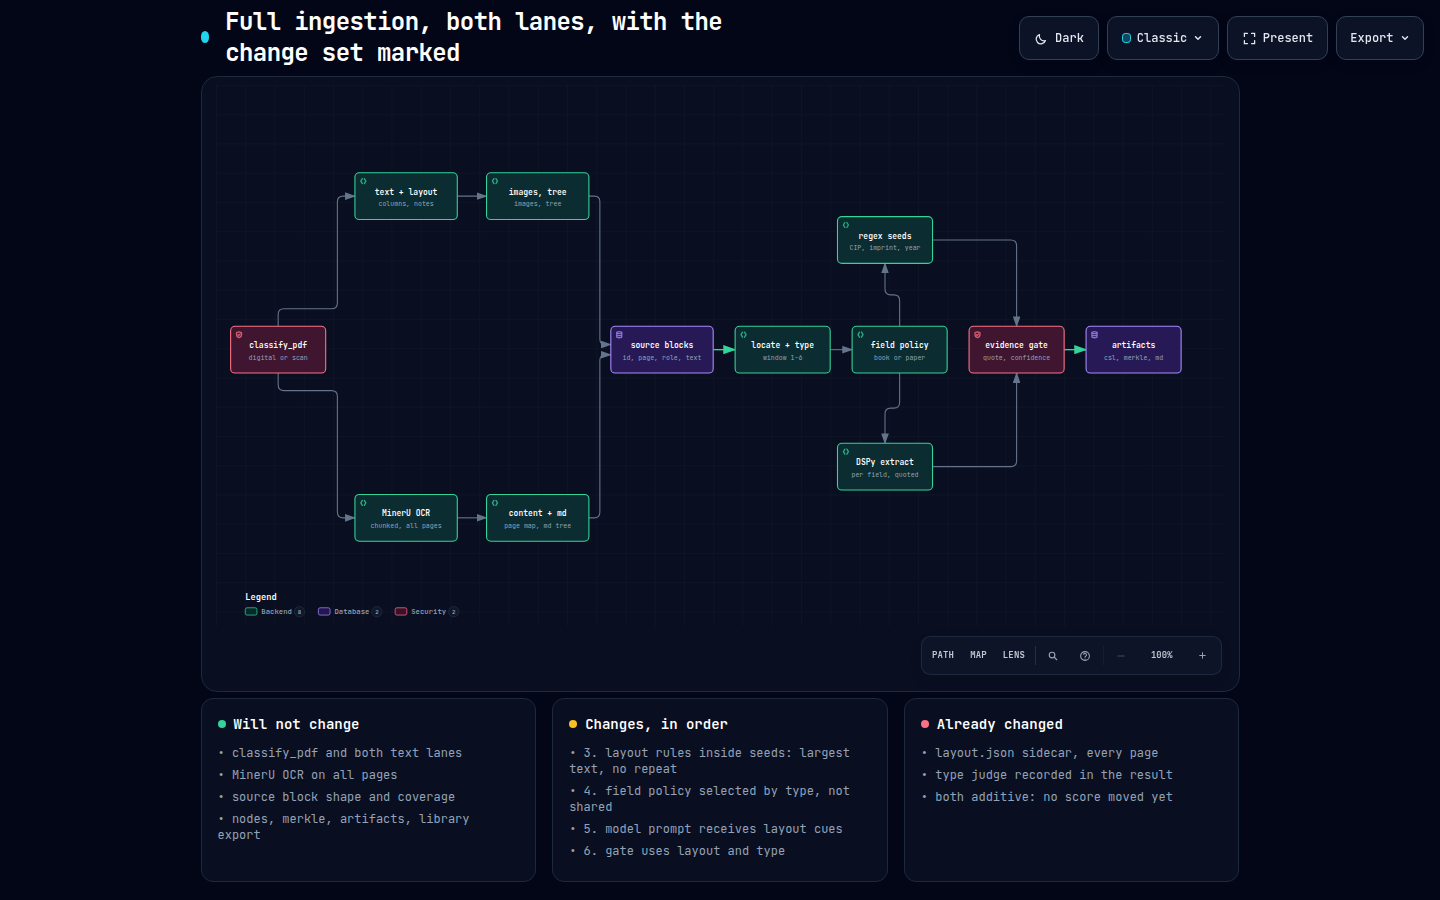 Full ingestion, both lanes, with the
change set marked
Dark
Classic
Present
Export
text + layout
columns, notes
images, tree
images, tree
regex seeds
CIP, imprint, year
classify_pdf
digital or scan
source blocks
id, page, role, text
locate + type
window 1-6
field policy
book or paper
evidence gate
quote, confidence
artifacts
csl, merkle, md
DSPy extract
per field, quoted
MinerU OCR
chunked, all pages
content + md
page map, md tree
Legend
Backend 8
Database 2
Security 2
PATH MAP LENS 100%
Will not change
• classify_pdf and both text lanes
• MinerU OCR on all pages
• source block shape and coverage
• nodes, merkle, artifacts, library
export
Changes, in order
• 3. layout rules inside seeds: largest
text, no repeat
• 4. field policy selected by type, not
shared
• 5. model prompt receives layout cues
• 6. gate uses layout and type
Already changed
• layout.json sidecar, every page
• type judge recorded in the result
• both additive: no score moved yet